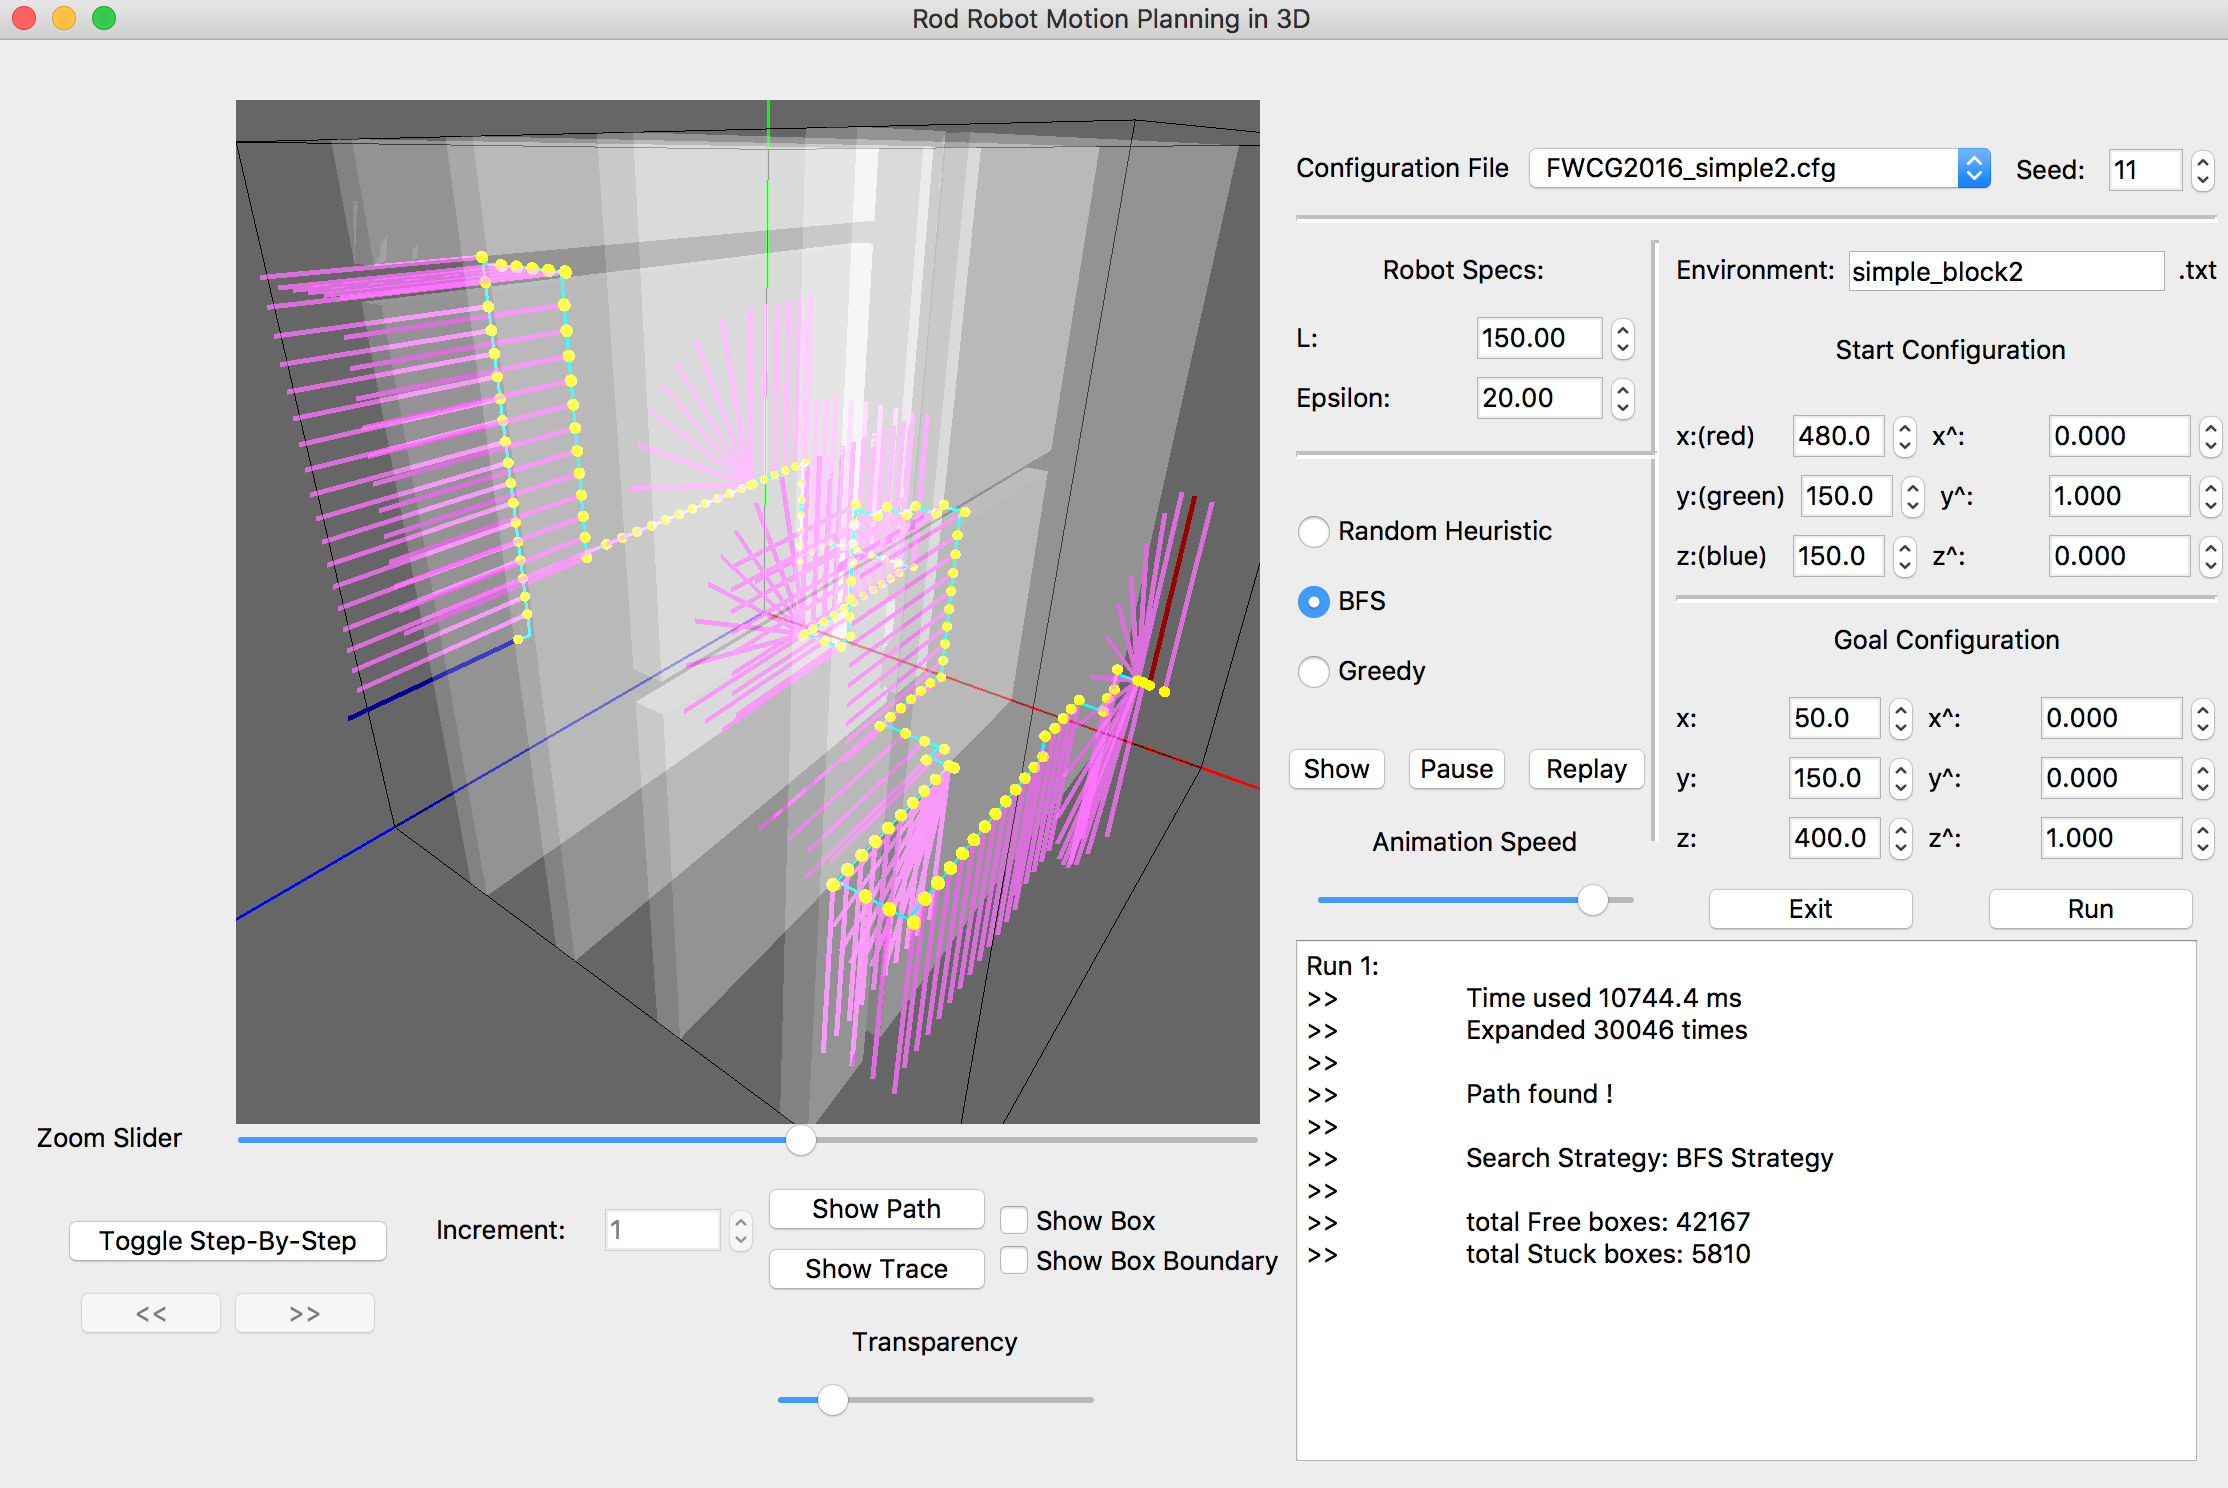 Rod Robot Motion Planning in 3D
Configuration File FWCG2016_simple2.cfg Seed: 11
Robot Specs:
L: 150.00
Epsilon: 20.00
Environment: simple_block2 .txt
Start Configuration
x:(red) 480.0 x^: 0.000
y:(green) 150.0 y^: 1.000
z:(blue) 150.0 z^: 0.000
Random Heuristic
BFS
Greedy
Show Pause Replay
Animation Speed
Goal Configuration
x: 50.0 x^: 0.000
y: 150.0 y^: 0.000
z: 400.0 z^: 1.000
Exit Run
Run 1:
>> Time used 10744.4 ms
>> Expanded 30046 times
>>
>> Path found !
>>
>> Search Strategy: BFS Strategy
>>
>> total Free boxes: 42167
>> total Stuck boxes: 5810
Zoom Slider
Toggle Step-By-Step
<< >>
Increment: 1
Show Path
Show Trace
Show Box
Show Box Boundary
Transparency